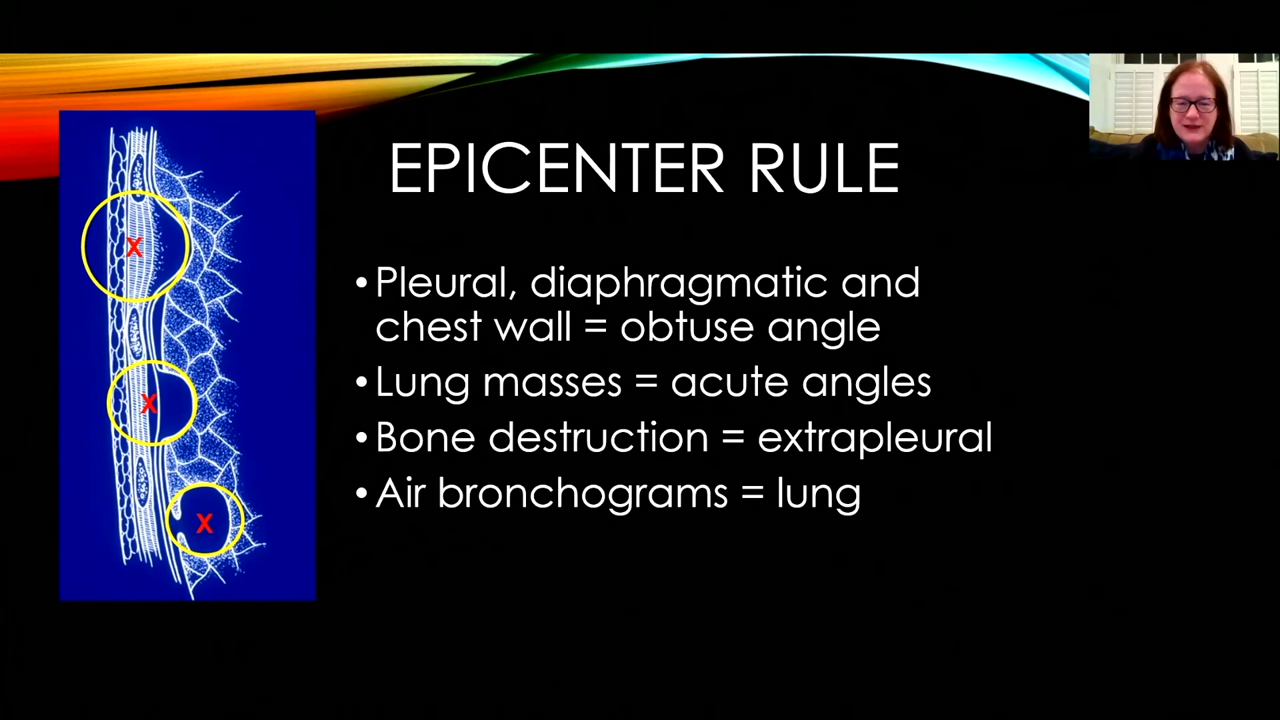 EPICENTER RULE
• Pleural, diaphragmatic and
chest wall = obtuse angle
• Lung masses = acute angles
• Bone destruction = extrapleural
• Air bronchograms = lung
X
X
X